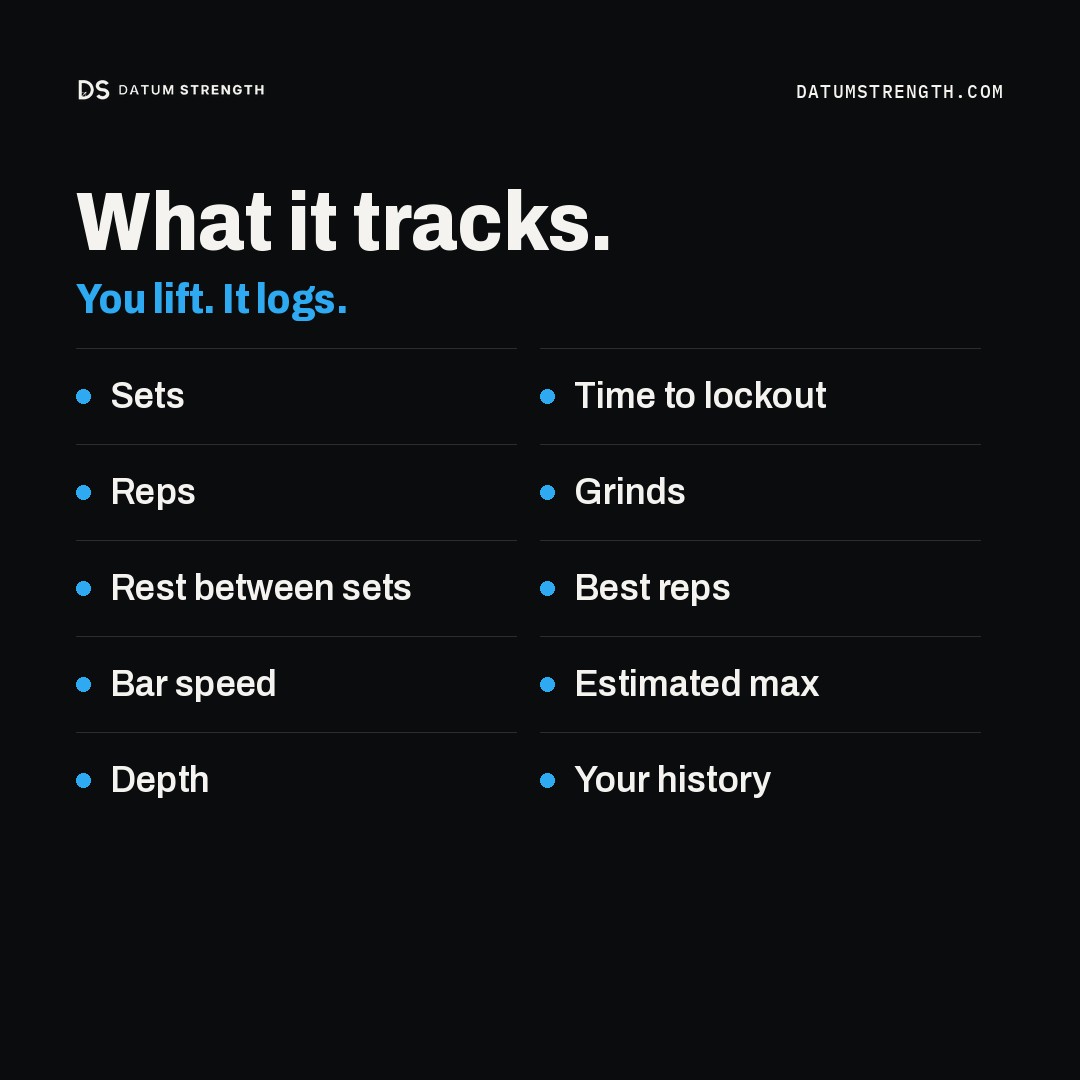 DS DATUM STRENGTH
DATUMSTRENGTH.COM
What it tracks.
You lift. It logs.
Sets
Reps
Rest between sets
Bar speed
Depth
Time to lockout
Grinds
Best reps
Estimated max
Your history